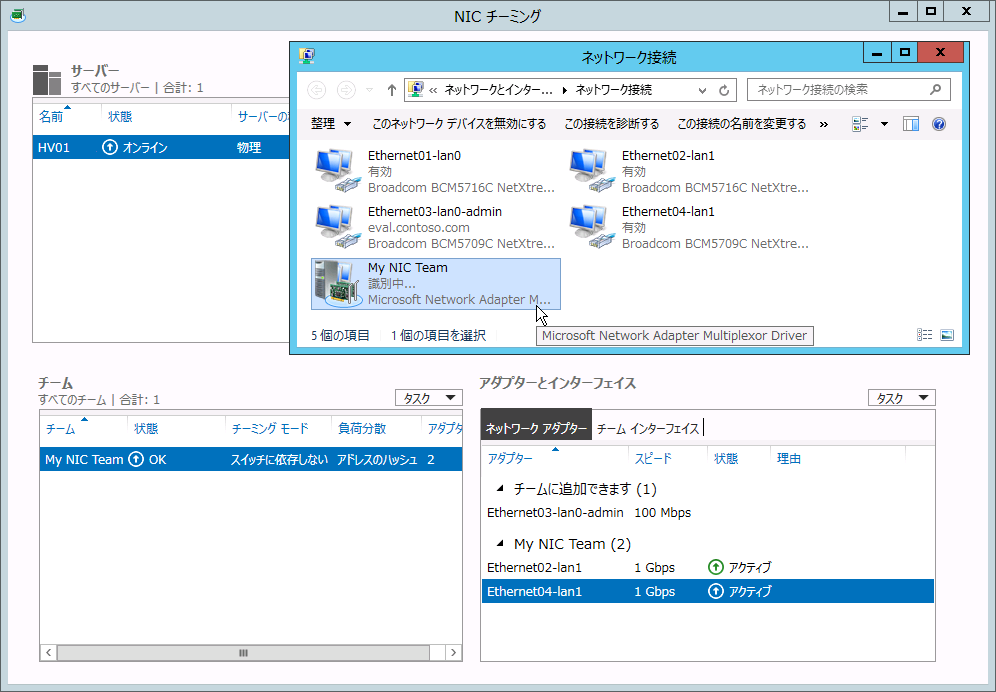 NIC チーミング
サーバー
すべてのサーバー | 合計: 1
名前 状態 サーバーの
HV01 オンライン 物理
ネットワーク接続
« ネットワークとインター... ネットワーク接続
ネットワーク接続の検索
整理 このネットワーク デバイスを無効にする この接続を診断する この接続の名前を変更する »
Ethernet01-lan0
有効
Broadcom BCM5716C NetXtre...
Ethernet02-lan1
有効
Broadcom BCM5716C NetXtre...
Ethernet03-lan0-admin
eval.contoso.com
Broadcom BCM5709C NetXtre...
Ethernet04-lan1
有効
Broadcom BCM5709C NetXtre...
My NIC Team
識別中...
Microsoft Network Adapter M...
5 個の項目 1 個の項目を選択
Microsoft Network Adapter Multiplexor Driver
チーム
すべてのチーム | 合計: 1
タスク
チーム 状態 チーミング モード 負荷分散 アダプタ
My NIC Team OK スイッチに依存しない アドレスのハッシュ 2
アダプターとインターフェイス
タスク
ネットワーク アダプター チーム インターフェイス
アダプター スピード 状態 理由
チームに追加できます (1)
Ethernet03-lan0-admin 100 Mbps
My NIC Team (2)
Ethernet02-lan1 1 Gbps アクティブ
Ethernet04-lan1 1 Gbps アクティブ